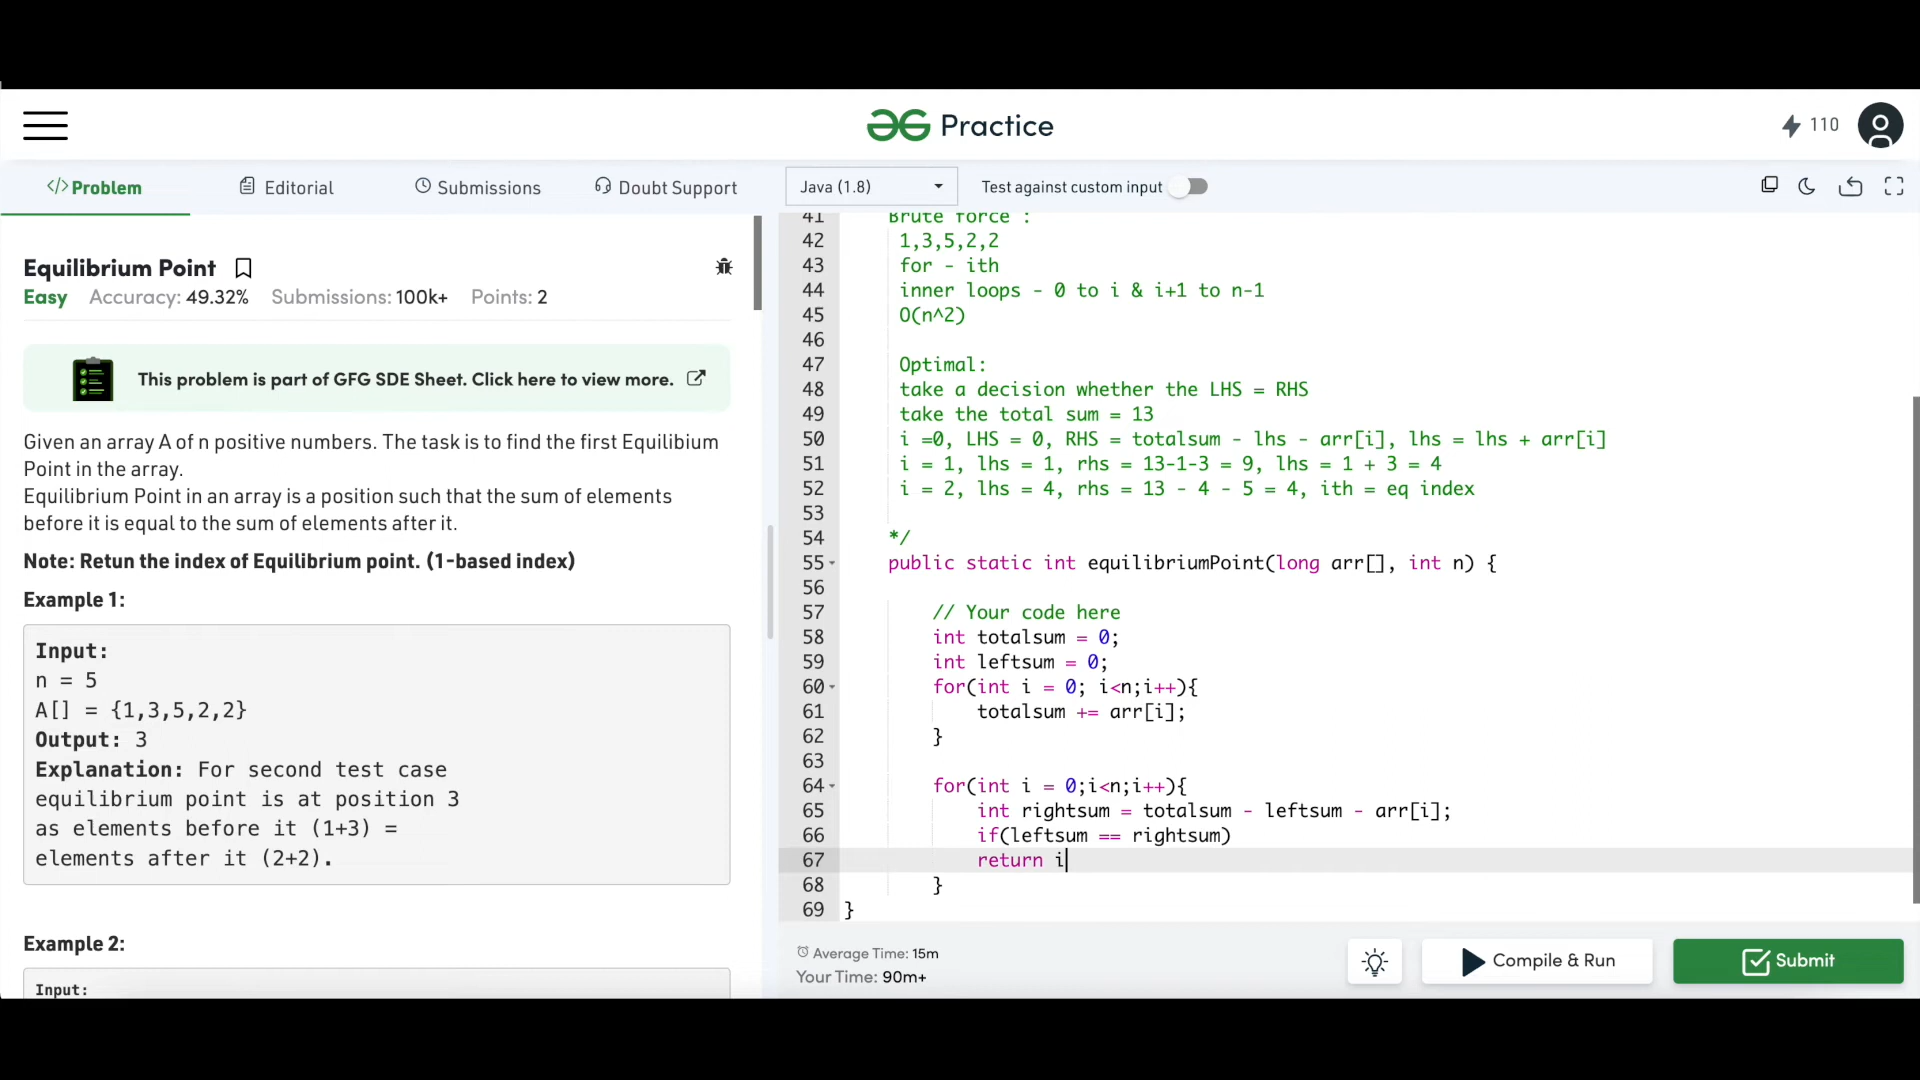 Practice
110
</>Problem
Editorial
Submissions
Doubt Support
Java (1.8)
Test against custom input
Equilibrium Point
Easy Accuracy: 49.32% Submissions: 100k+ Points: 2
This problem is part of GFG SDE Sheet. Click here to view more.
Given an array A of n positive numbers. The task is to find the first Equilibium
Point in the array.
Equilibrium Point in an array is a position such that the sum of elements
before it is equal to the sum of elements after it.
Note: Retun the index of Equilibrium point. (1-based index)
Example 1:
Input:
n = 5
A[] = {1,3,5,2,2}
Output: 3
Explanation: For second test case
equilibrium point is at position 3
as elements before it (1+3) =
elements after it (2+2).
Example 2:
Input:
41 Brute force :
42 1,3,5,2,2
43 for - ith
44 inner loops - 0 to i & i+1 to n-1
45 O(n^2)
46
47 Optimal:
48 take a decision whether the LHS = RHS
49 take the total sum = 13
50 i =0, LHS = 0, RHS = totalsum - lhs - arr[i], lhs = lhs + arr[i]
51 i = 1, lhs = 1, rhs = 13-1-3 = 9, lhs = 1 + 3 = 4
52 i = 2, lhs = 4, rhs = 13 - 4 - 5 = 4, ith = eq index
53
54 */
55 public static int equilibriumPoint(long arr[], int n) {
56
57 // Your code here
58 int totalsum = 0;
59 int leftsum = 0;
60 for(int i = 0; i<n;i++){
61 totalsum += arr[i];
62 }
63
64 for(int i = 0;i<n;i++){
65 int rightsum = totalsum - leftsum - arr[i];
66 if(leftsum == rightsum)
67 return i
68 }
69 }
Average Time: 15m
Your Time: 90m+
Compile & Run
Submit